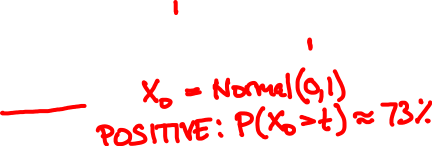 X₀ = Normal(0,1)
POSITIVE: P(X₀>t) ≈ 73%